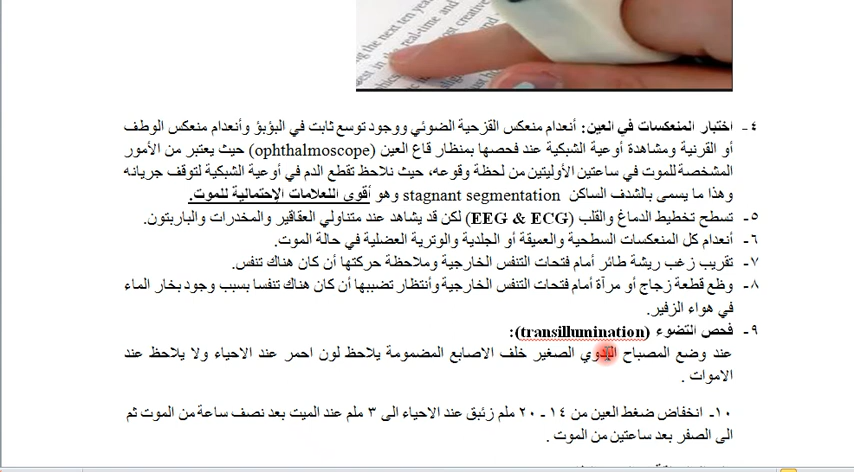 the next ten years
real-time and
٤- اختبار المنعكسات في العين: أنعدام منعكس القزحية الضوئي ووجود توسع ثابت في البؤبؤ وأنعدام منعكس الوطف
أو القرنية ومشاهدة أوعية الشبكية عند فحصها بمنظار قاع العين (ophthalmoscope) حيث يعتبر من الأمور
المشخصة للموت في ساعتين الأوليتين من لحظة وقوعه، حيث نلاحظ تقطع الدم في أوعية الشبكية لتوقف جريانه
وهذا ما يسمى بالشدف الساكن stagnant segmentation وهو أقوى اللعلامات الإحتمالية للموت.
٥- تسطح تخطيط الدماغ والقلب (EEG & ECG) لكن قد يشاهد عند متناولي العقاقير والمخدرات والباربتون.
٦- أنعدام كل المنعكسات السطحية والعميقة أو الجلدية والوترية العضلية في حالة الموت.
٧- تقريب زغب ريشة طائر أمام فتحات التنفس الخارجية وملاحظة حركتها أن كان هناك تنفس.
٨- وظع قطعة زجاج أو مرآة أمام فتحات التنفس الخارجية وأنتظار تضببها أن كان هناك تنفسا بسبب وجود بخار الماء
في هواء الزفير.
٩- فحص التضوء (transillumination):
عند وضع المصباح اليدوي الصغير خلف الاصابع المضمومة يلاحظ لون احمر عند الاحياء ولا يلاحظ عند
الاموات .
١٠- انخفاض ضغط العين من ١٤ - ٢٠ ملم زئبق عند الاحياء الى ٣ ملم عند الميت بعد نصف ساعة من الموت ثم
الى الصفر بعد ساعتين من الموت .